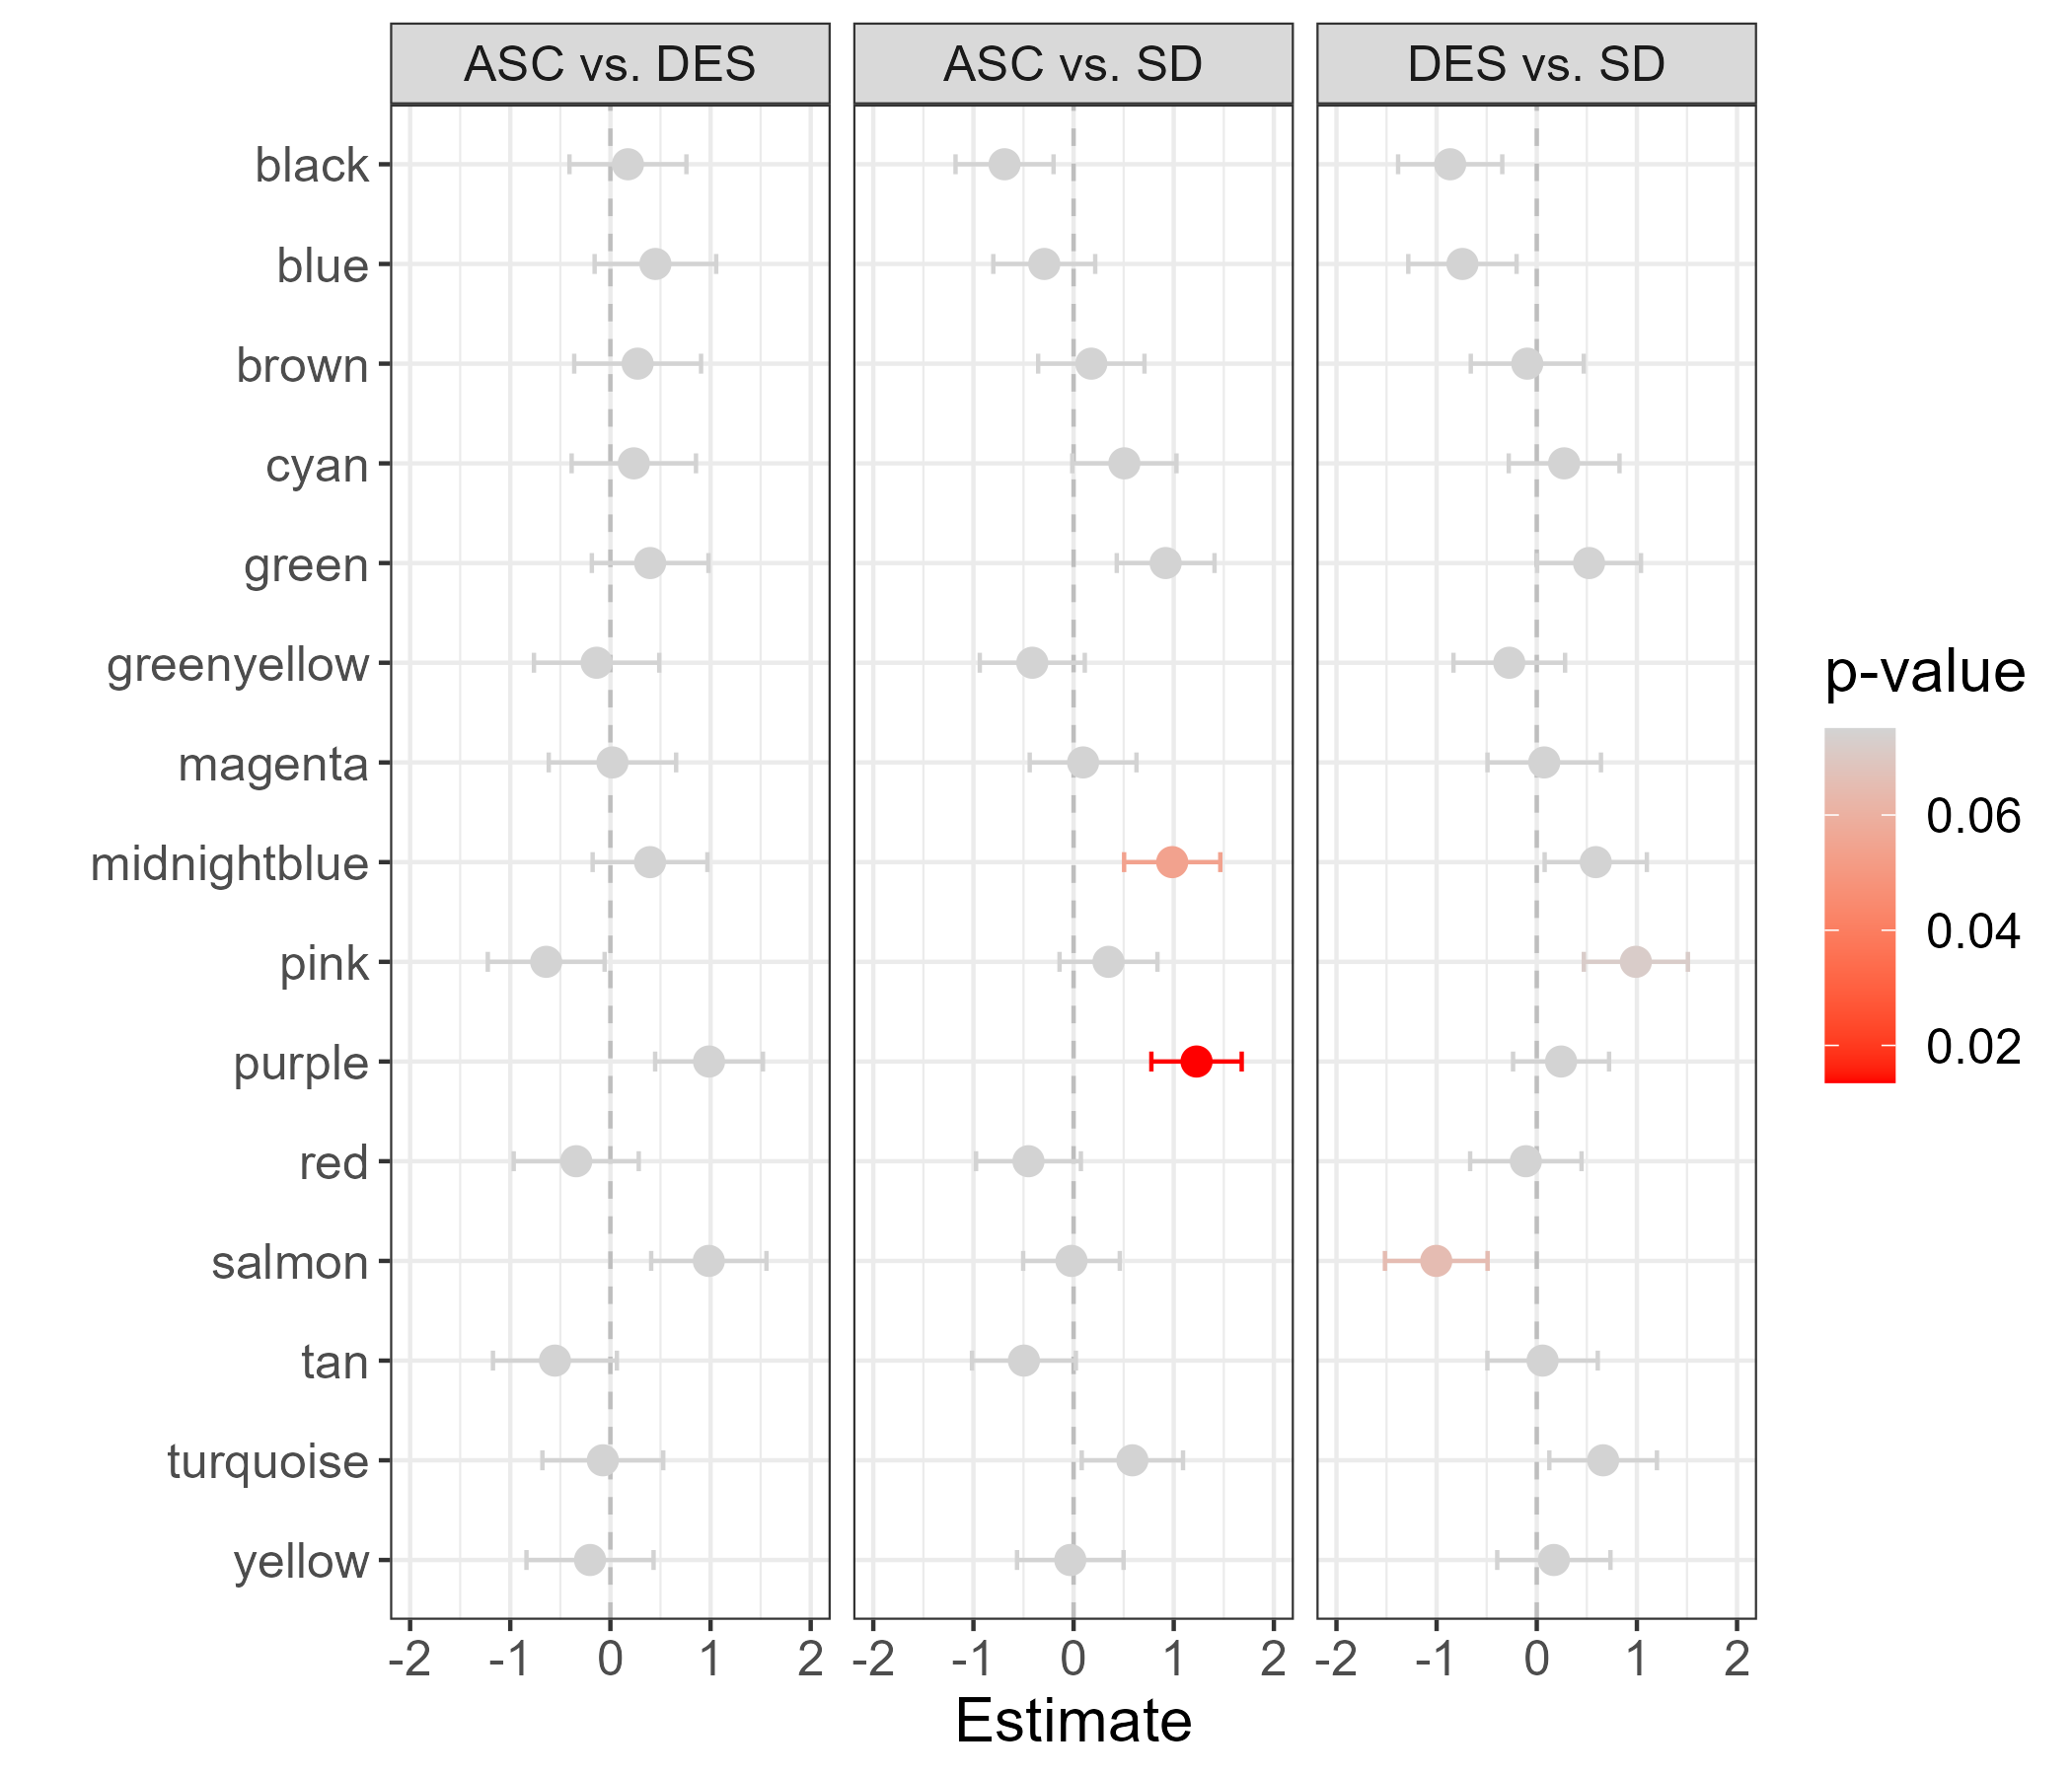 ASC vs. DES
ASC vs. SD
DES vs. SD
black
blue
brown
cyan
green
greenyellow
magenta
midnightblue
pink
purple
red
salmon
tan
turquoise
yellow
-2 -1 0 1 2
-2 -1 0 1 2
-2 -1 0 1 2
Estimate
p-value
0.06
0.04
0.02